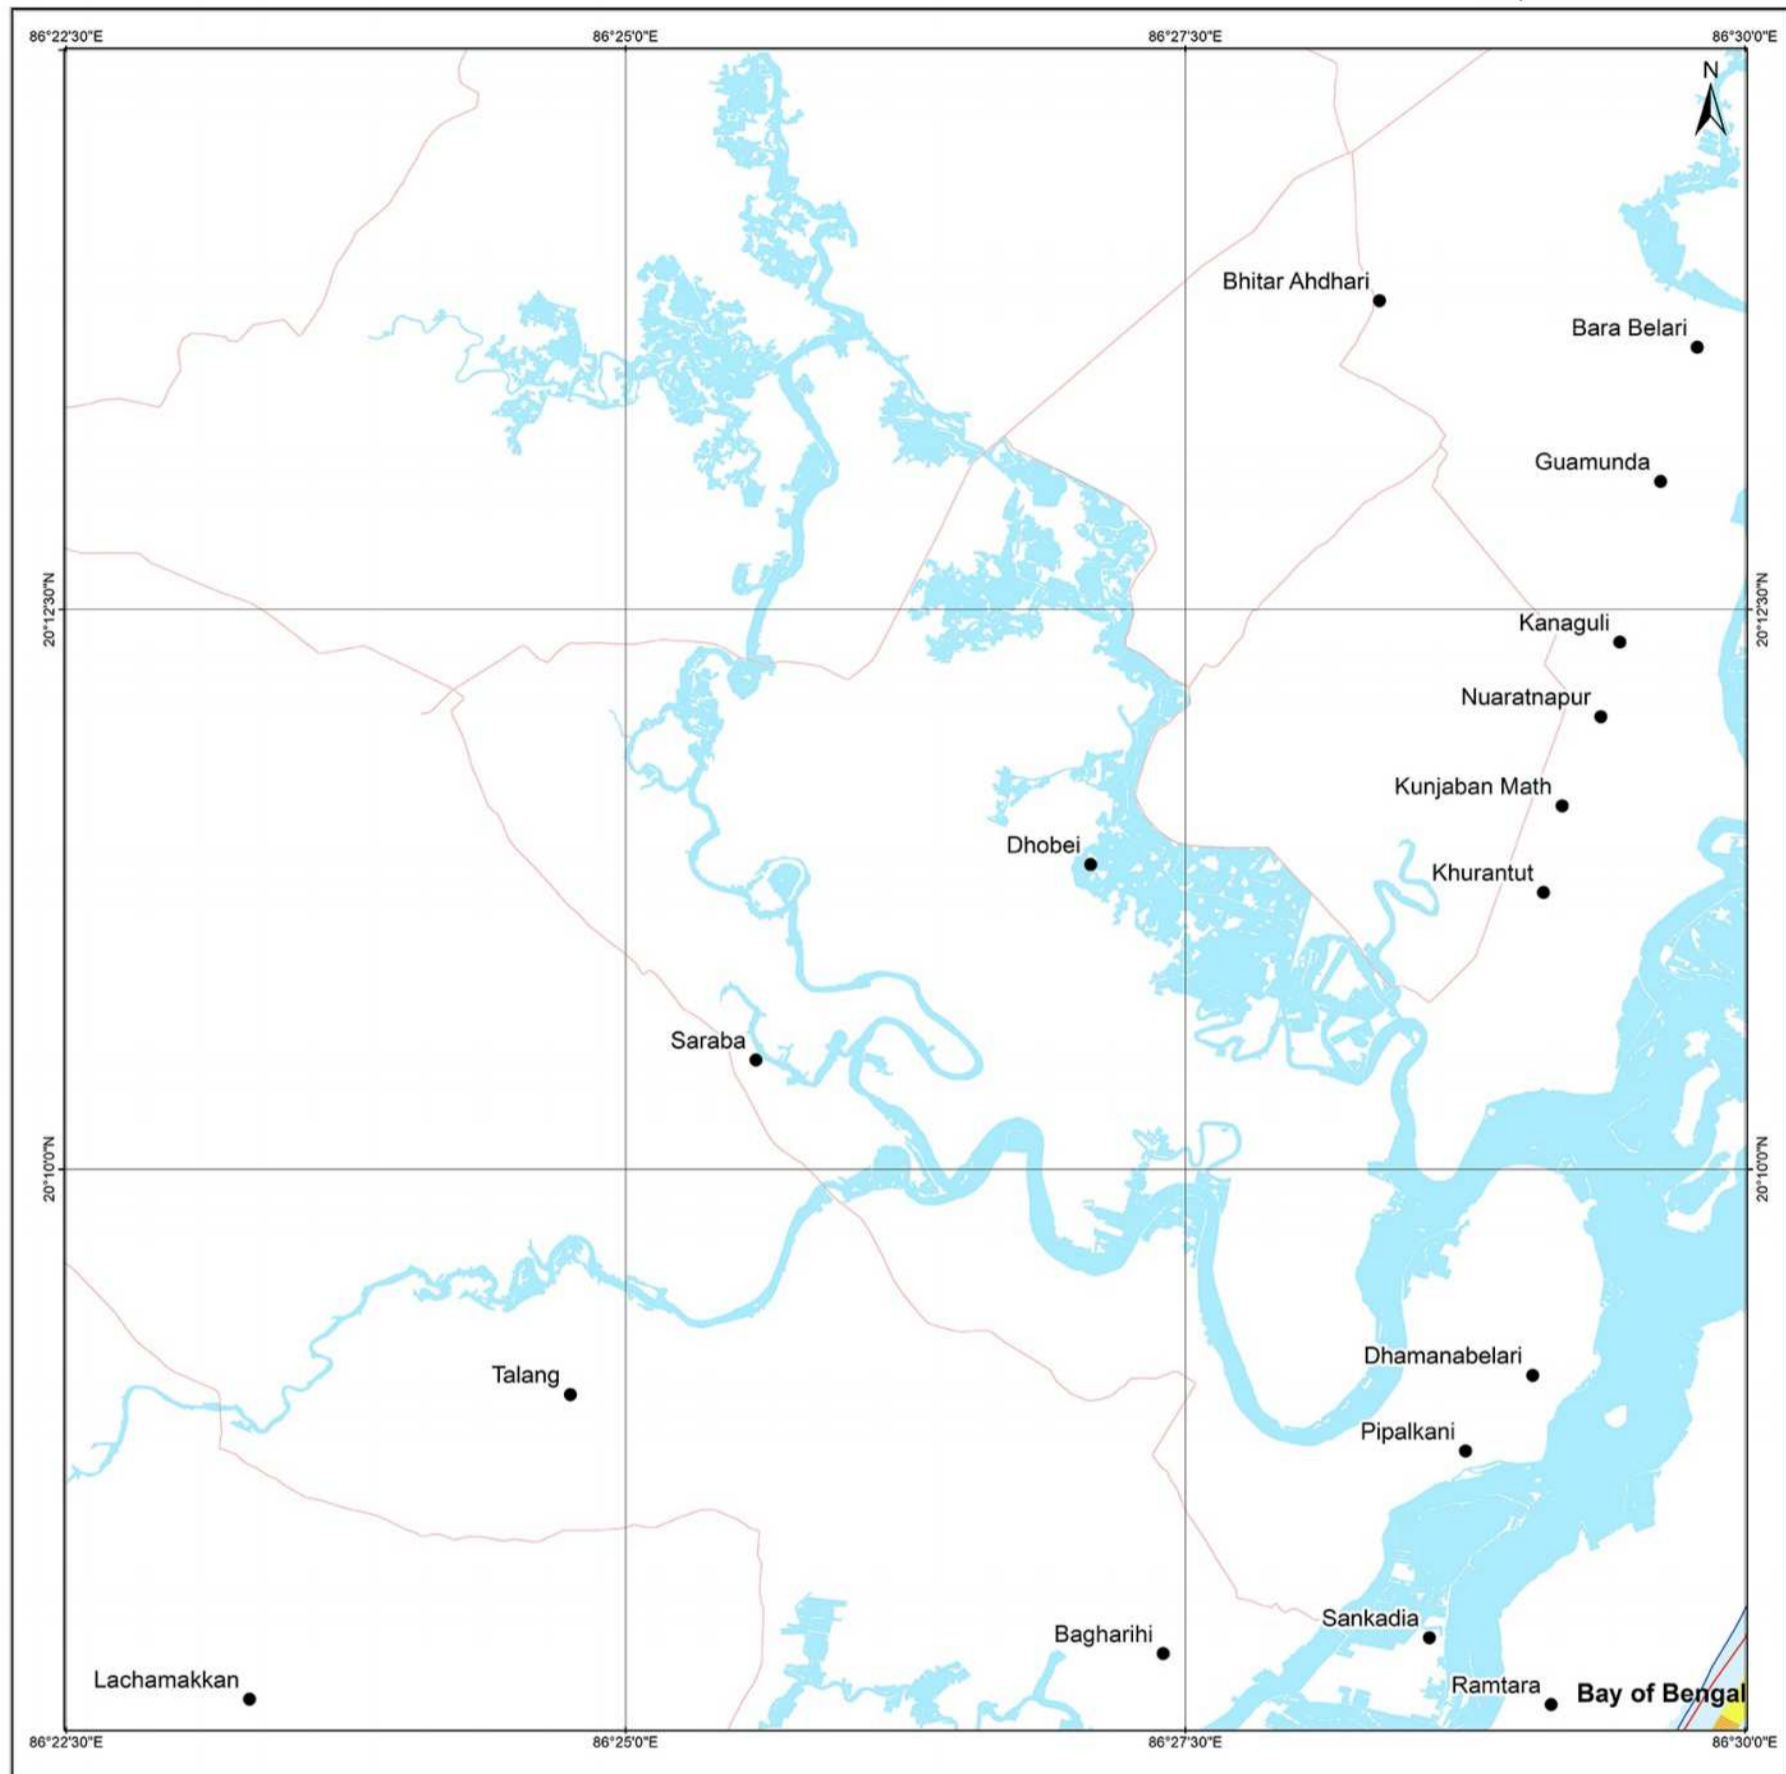 86°22'30"E 86°25'0"E 86°27'30"E 86°30'0"E
N
Bhitar Ahdhari
Bara Belari
Guamunda
20°12'30"N 20°12'30"N
Kanaguli
Nuaratnapur
Kunjaban Math
Dhobei
Khurantut
Saraba
20°10'0"N 20°10'0"N
Dhamanabelari
Talang
Pipalkani
Sankadia
Bagharihi
Lachamakkan
Ramtara
Bay of Bengal
86°22'30"E 86°25'0"E 86°27'30"E 86°30'0"E